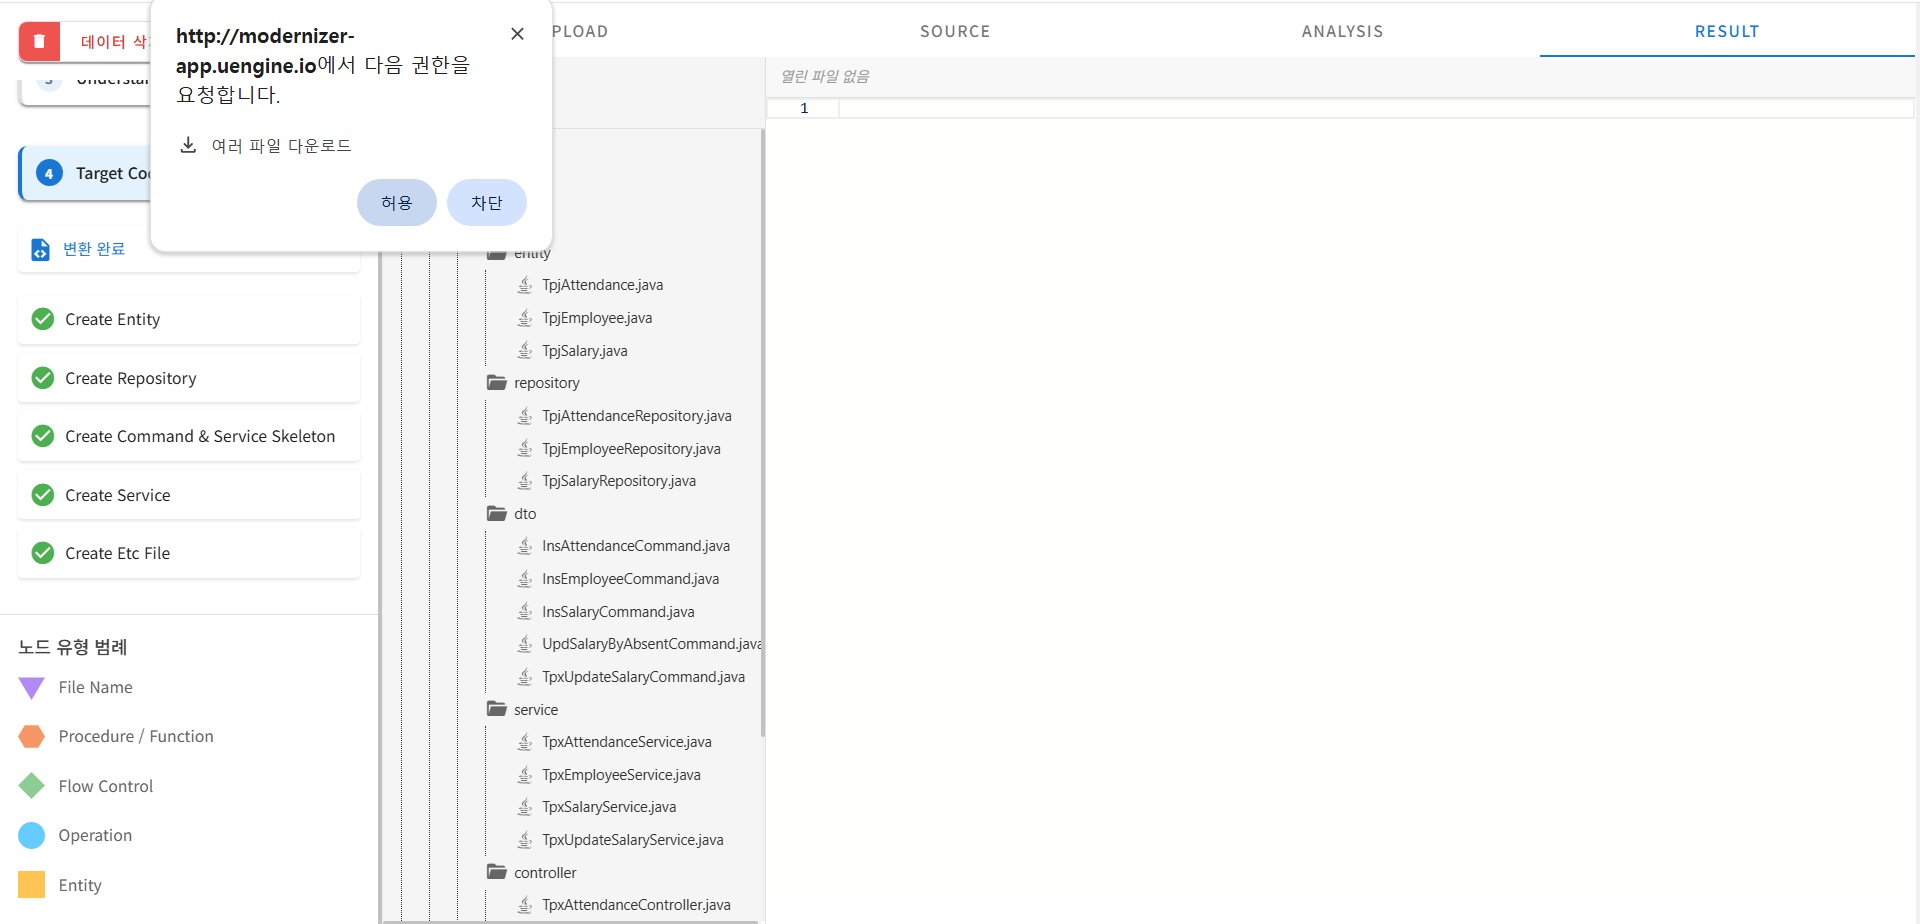 데이터 삭
http://modernizer-
app.uengine.io에서 다음 권한을
요청합니다.
여러 파일 다운로드
허용
차단
PLOAD
SOURCE
ANALYSIS
RESULT
열린 파일 없음
1
3
Understa
4
Target Co
변환 완료
Create Entity
Create Repository
Create Command & Service Skeleton
Create Service
Create Etc File
노드 유형 범례
File Name
Procedure / Function
Flow Control
Operation
Entity
entity
TpjAttendance.java
TpjEmployee.java
TpjSalary.java
repository
TpjAttendanceRepository.java
TpjEmployeeRepository.java
TpjSalaryRepository.java
dto
InsAttendanceCommand.java
InsEmployeeCommand.java
InsSalaryCommand.java
UpdSalaryByAbsentCommand.java
TpxUpdateSalaryCommand.java
service
TpxAttendanceService.java
TpxEmployeeService.java
TpxSalaryService.java
TpxUpdateSalaryService.java
controller
TpxAttendanceController.java